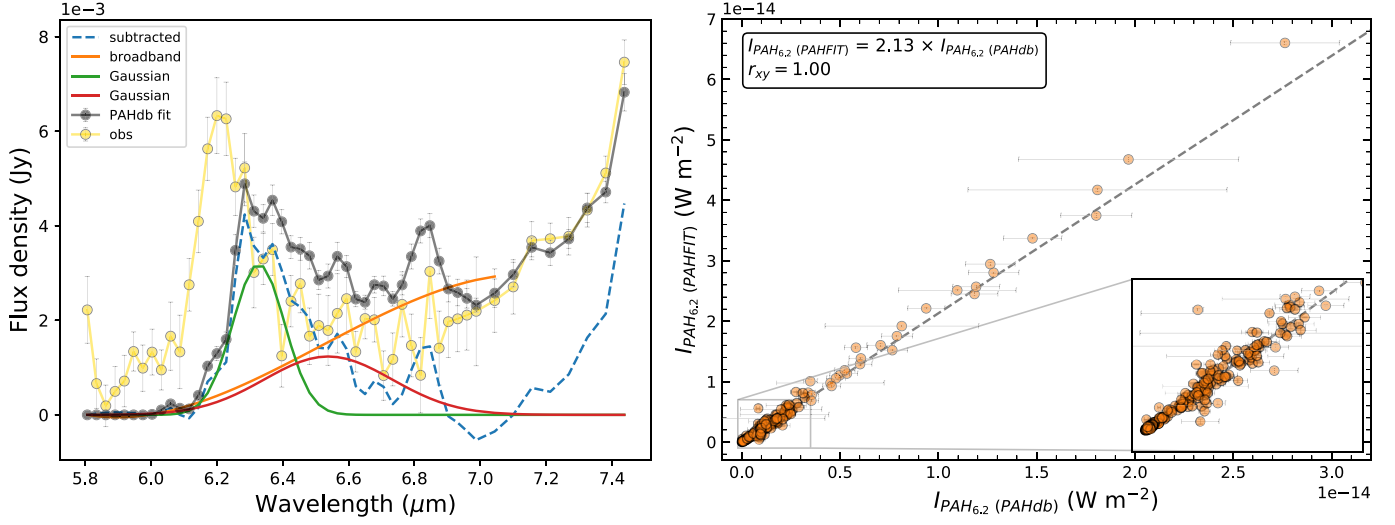 1e−3
8
6
4
2
0
Flux density (Jy)
subtracted
broadband
Gaussian
Gaussian
PAHdb fit
obs
5.8 6.0 6.2 6.4 6.6 6.8 7.0 7.2 7.4
Wavelength (μm)
1e−14
7
6
5
4
3
2
1
0
I_PAH6.2 (PAHFIT) (W m−2)
I_PAH6.2 (PAHFIT) = 2.13 × I_PAH6.2 (PAHdb)
r_xy = 1.00
0.0 0.5 1.0 1.5 2.0 2.5 3.0
1e−14
I_PAH6.2 (PAHdb) (W m−2)